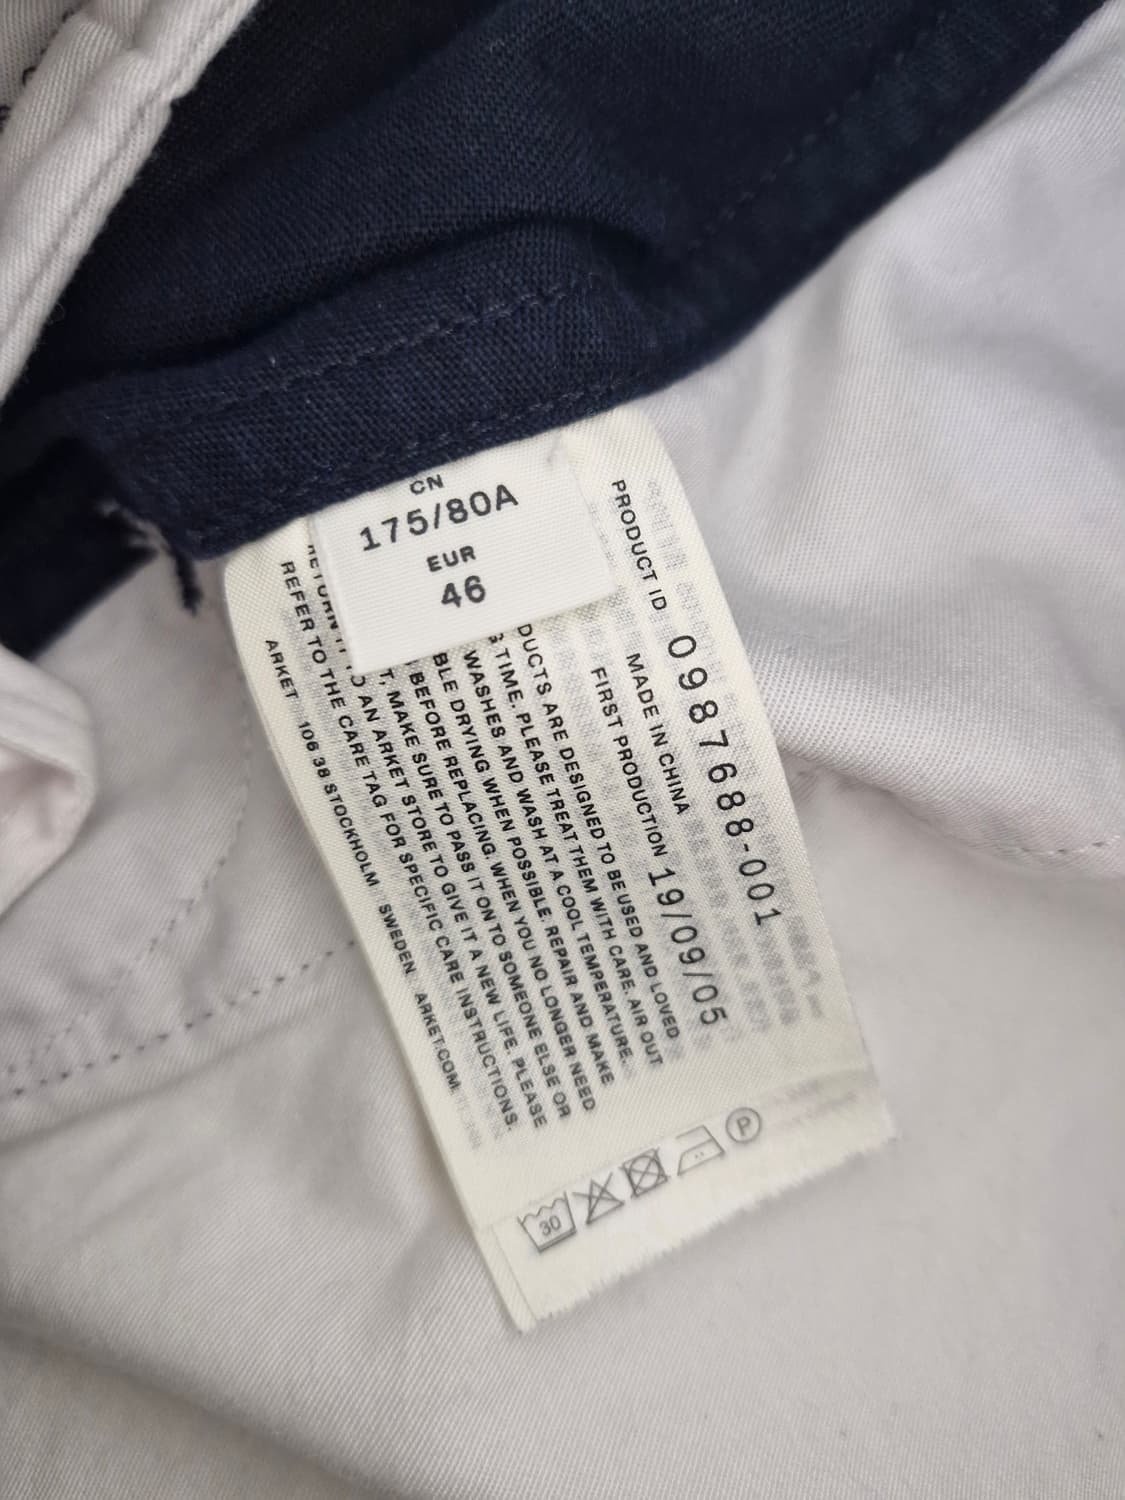 CN
175/80A
EUR
46
PRODUCT ID 0987688-001
MADE IN CHINA
FIRST PRODUCTION 19/09/05
DUCTS ARE DESIGNED TO BE USED AND LOVED
TIME. PLEASE TREAT THEM WITH CARE. AIR OUT
WASHES AND WASH AT A COOL TEMPERATURE.
BLE DRYING WHEN POSSIBLE. REPAIR AND MAKE
BEFORE REPLACING. WHEN YOU NO LONGER NEED
T, MAKE SURE TO PASS IT ON TO SOMEONE ELSE OR
AN ARKET STORE TO GIVE IT A NEW LIFE. PLEASE
REFER TO THE CARE TAG FOR SPECIFIC CARE INSTRUCTIONS.
ARKET 106 38 STOCKHOLM SWEDEN ARKET.COM
30
P